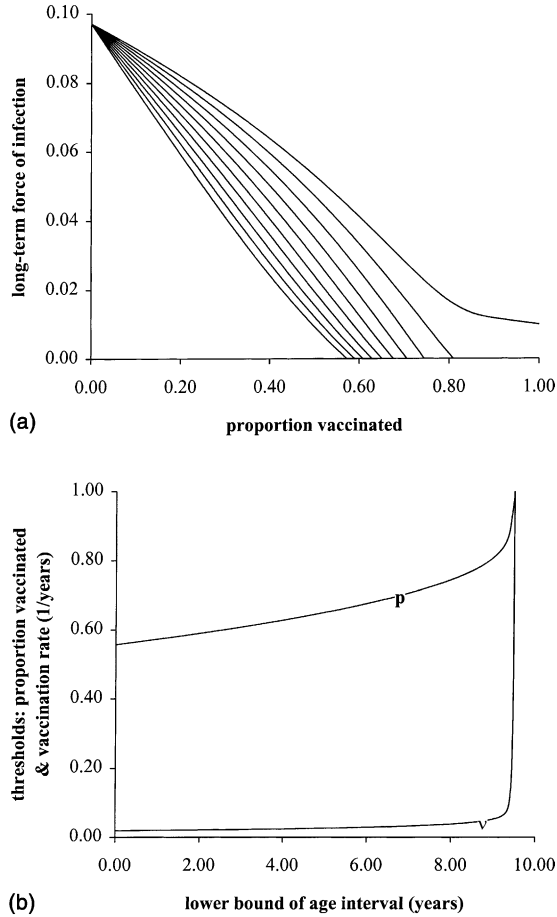 0.10
0.08
0.06
0.04
0.02
0.00
long-term force of infection
0.00 0.20 0.40 0.60 0.80 1.00
proportion vaccinated
(a)
1.00
0.80
0.60
0.40
0.20
0.00
thresholds: proportion vaccinated
& vaccination rate (1/years)
p
v
0.00 2.00 4.00 6.00 8.00 10.00
lower bound of age interval (years)
(b)